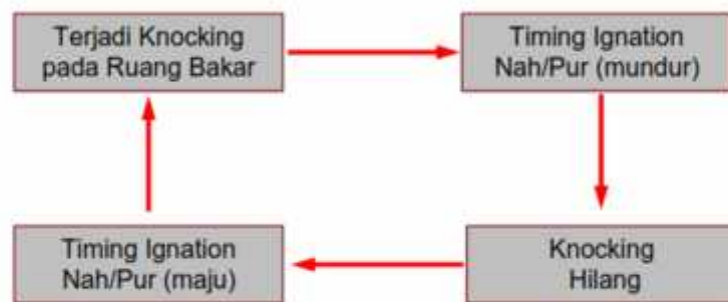 Terjadi Knocking
pada Ruang Bakar
Timing Ignation
Nah/Pur (mundur)
Timing Ignation
Nah/Pur (maju)
Knocking
Hilang